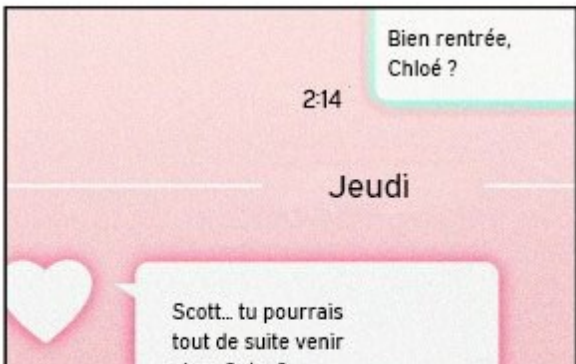 Bien rentrée,
Chloé ?
2:14
Jeudi
Scott... tu pourrais
tout de suite venir